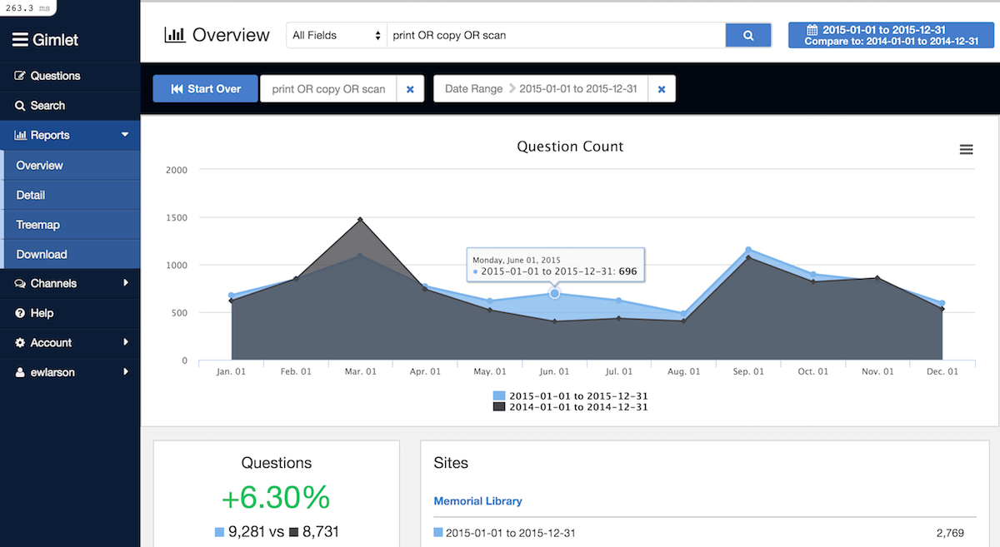 263.3 ms
Gimlet
Questions
Search
Reports
Overview
Detail
Treemap
Download
Channels
Help
Account
ewlarson
Overview
All Fields
print OR copy OR scan
2015-01-01 to 2015-12-31
Compare to: 2014-01-01 to 2014-12-31
Start Over
print OR copy OR scan
Date Range
2015-01-01 to 2015-12-31
Question Count
2000
1500
1000
500
0
Monday, June 01, 2015
2015-01-01 to 2015-12-31: 696
Jan. 01 Feb. 01 Mar. 01 Apr. 01 May. 01 Jun. 01 Jul. 01 Aug. 01 Sep. 01 Oct. 01 Nov. 01 Dec. 01
2015-01-01 to 2015-12-31
2014-01-01 to 2014-12-31
Questions
+6.30%
9,281 vs 8,731
Sites
Memorial Library
2015-01-01 to 2015-12-31 2,769